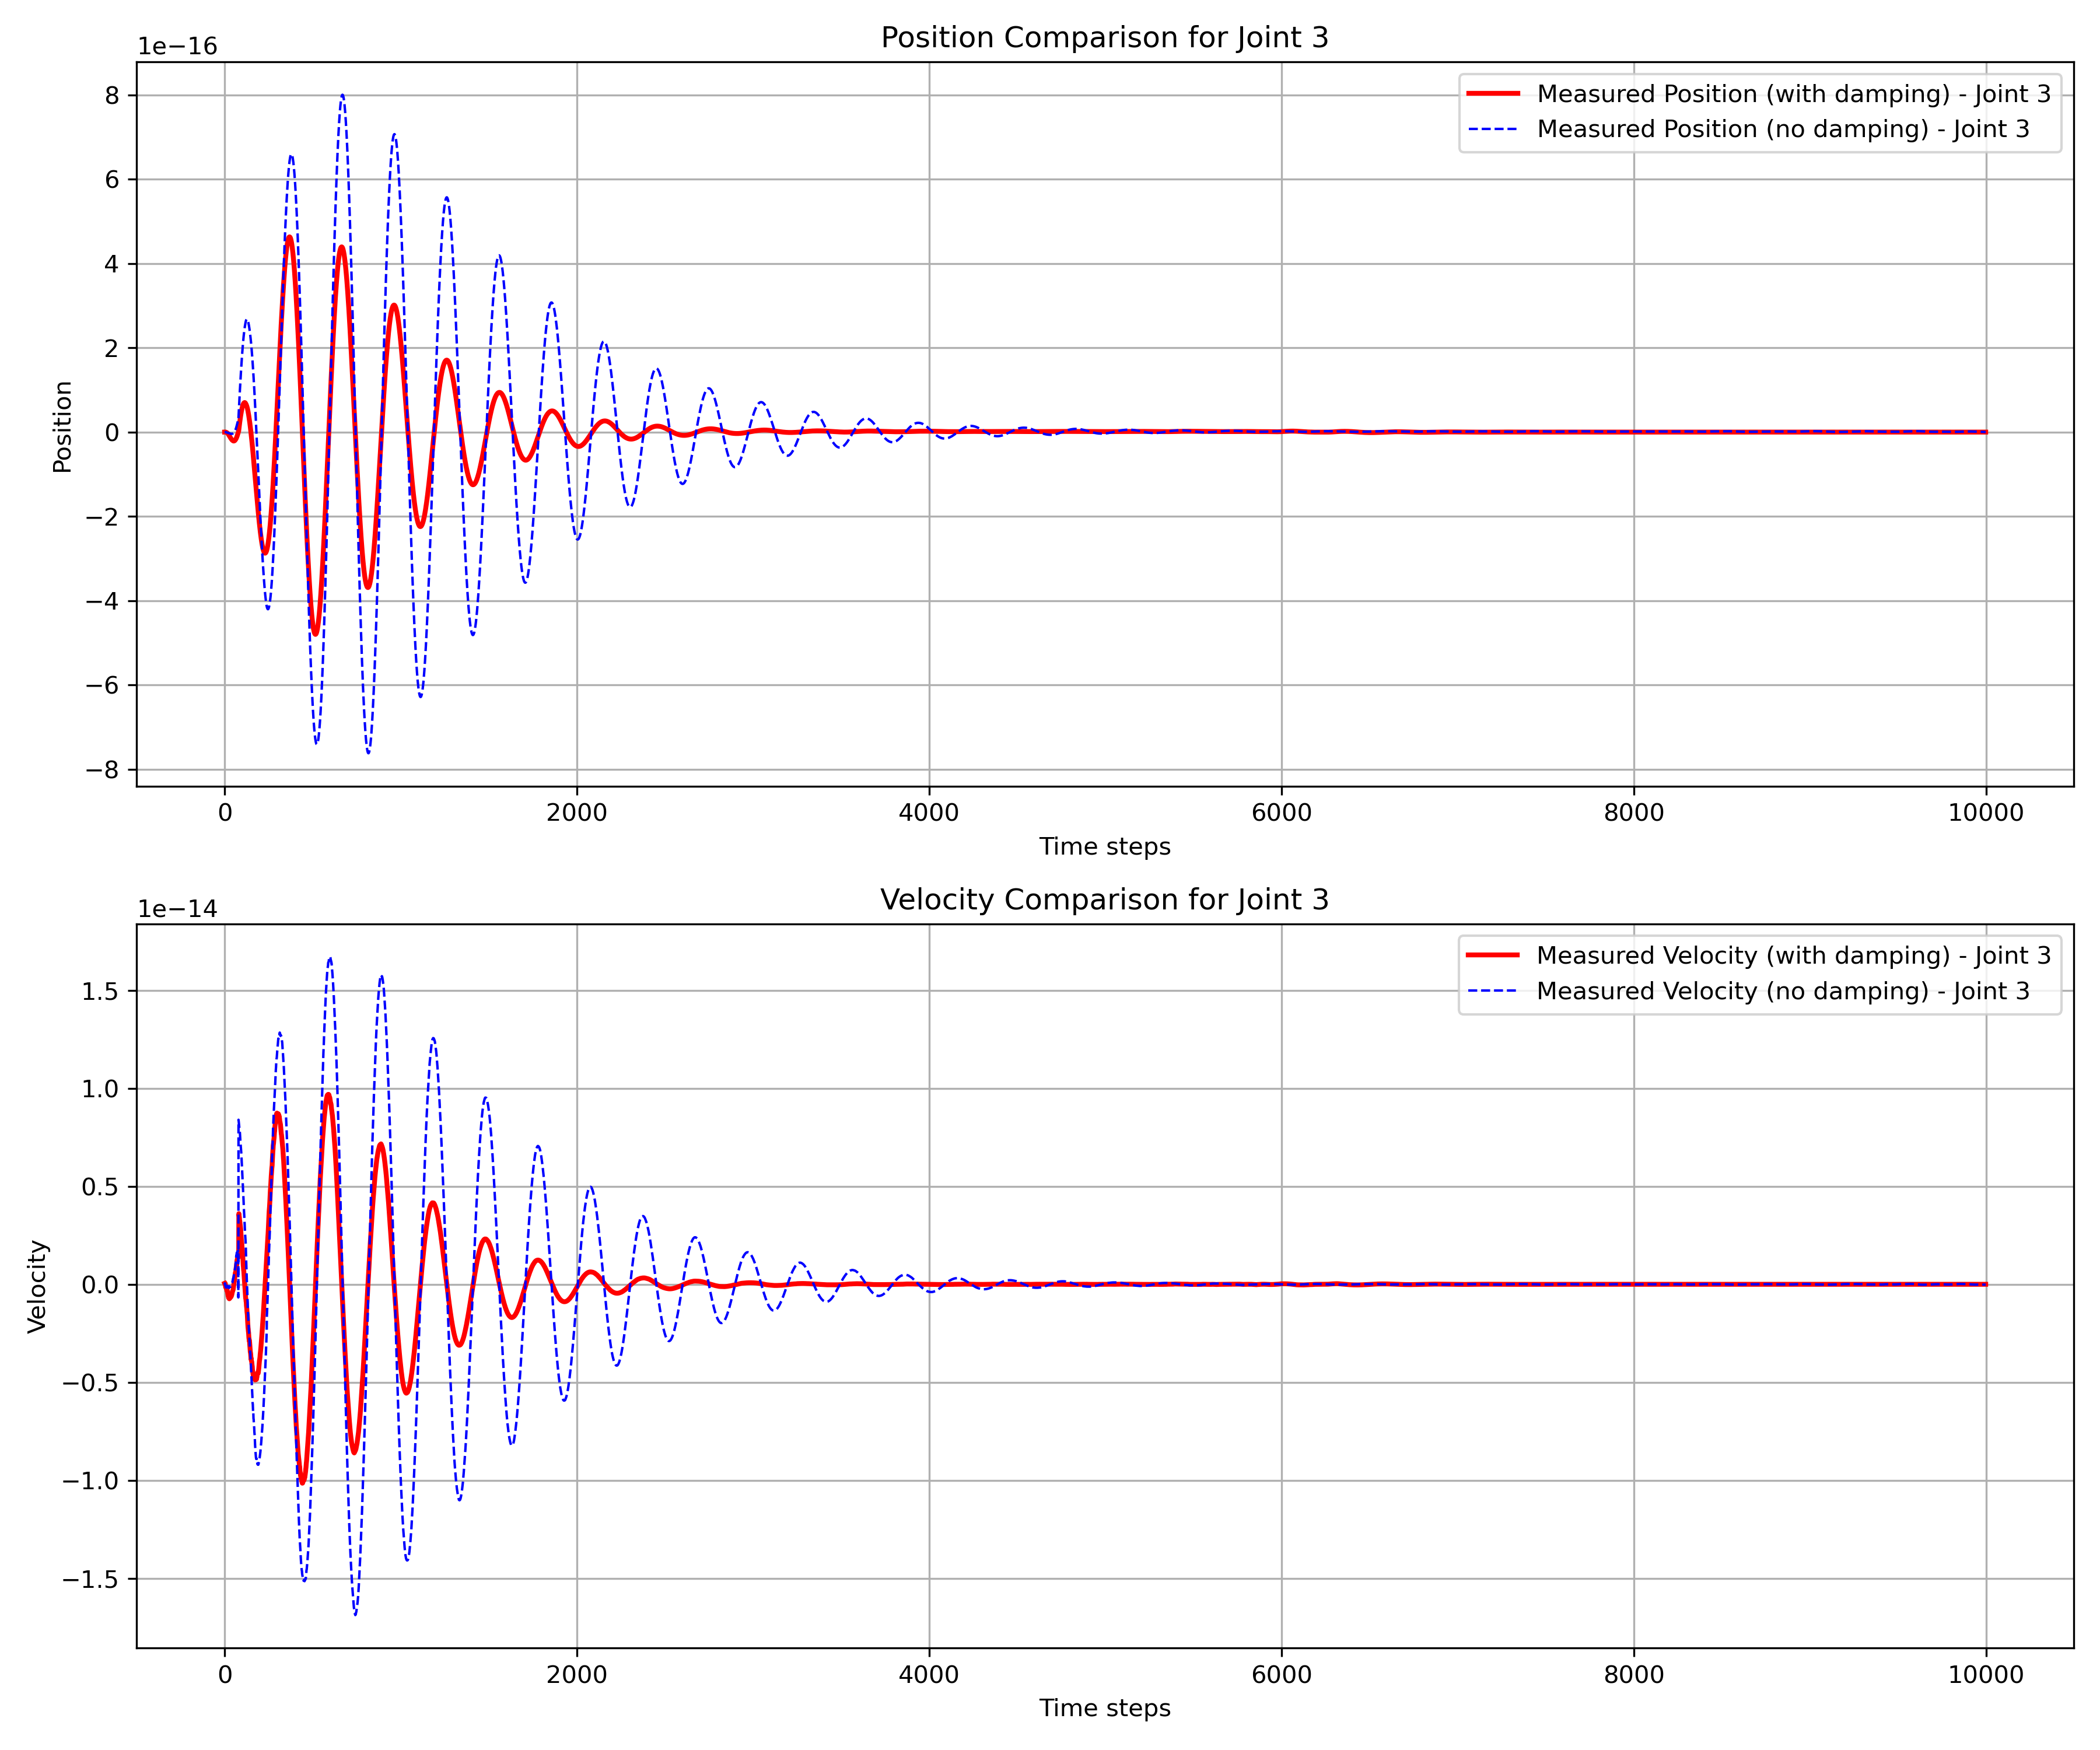 Position Comparison for Joint 3
1e−16
Measured Position (with damping) - Joint 3
Measured Position (no damping) - Joint 3
8
6
4
2
0
−2
−4
−6
−8
Position
0 2000 4000 6000 8000 10000
Time steps
Velocity Comparison for Joint 3
1e−14
Measured Velocity (with damping) - Joint 3
Measured Velocity (no damping) - Joint 3
1.5
1.0
0.5
0.0
−0.5
−1.0
−1.5
Velocity
0 2000 4000 6000 8000 10000
Time steps